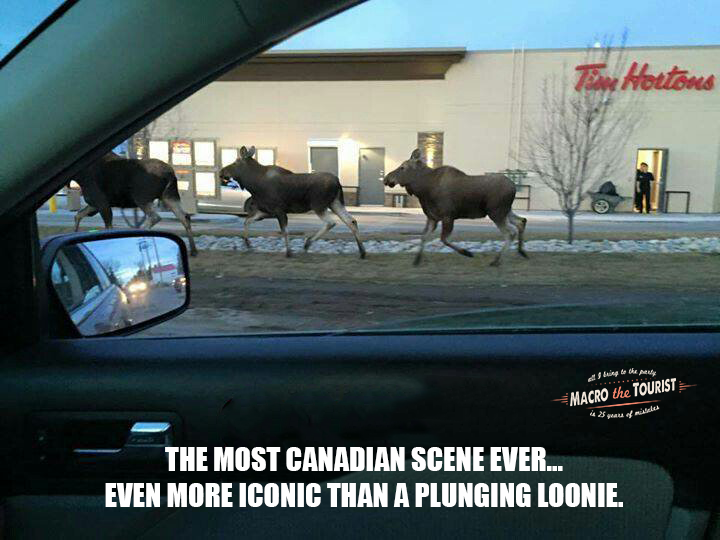 Tim Hortons
all I bring to the party
MACRO the TOURIST
is 25 years of mistakes
THE MOST CANADIAN SCENE EVER...
EVEN MORE ICONIC THAN A PLUNGING LOONIE.